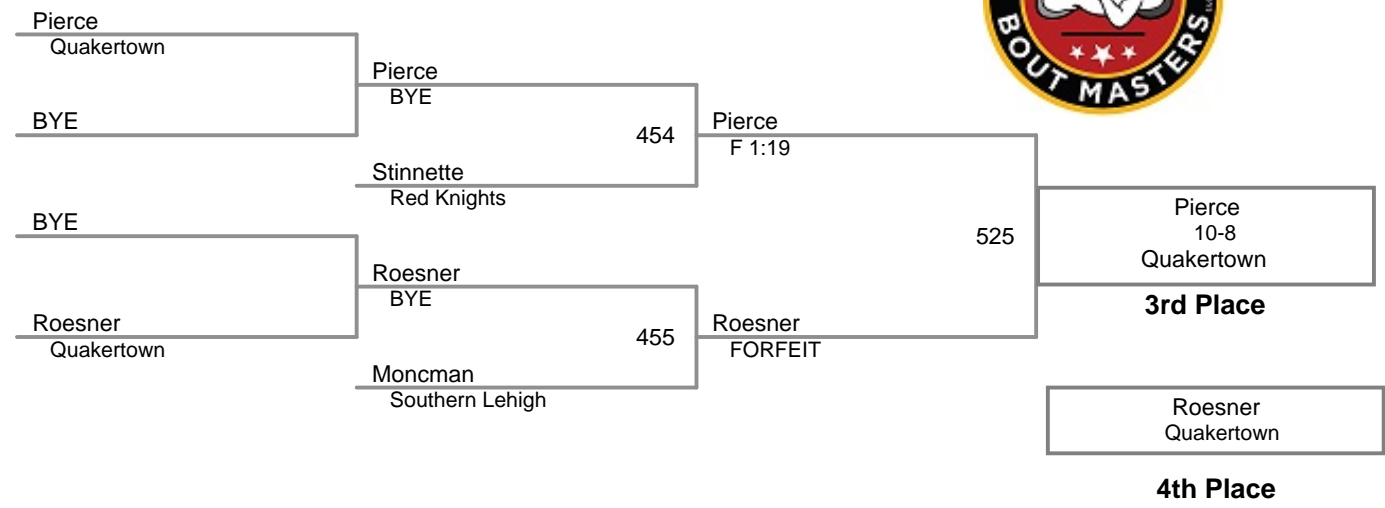 Pierce
Quakertown
BYE
BYE
Roesner
Quakertown
Pierce
BYE
454
Stinnette
Red Knights
Roesner
BYE
455
Moncman
Southern Lehigh
Pierce
F 1:19
525
Roesner
FORFEIT
Pierce
10-8
Quakertown
3rd Place
Roesner
Quakertown
4th Place
BOUT MASTERS